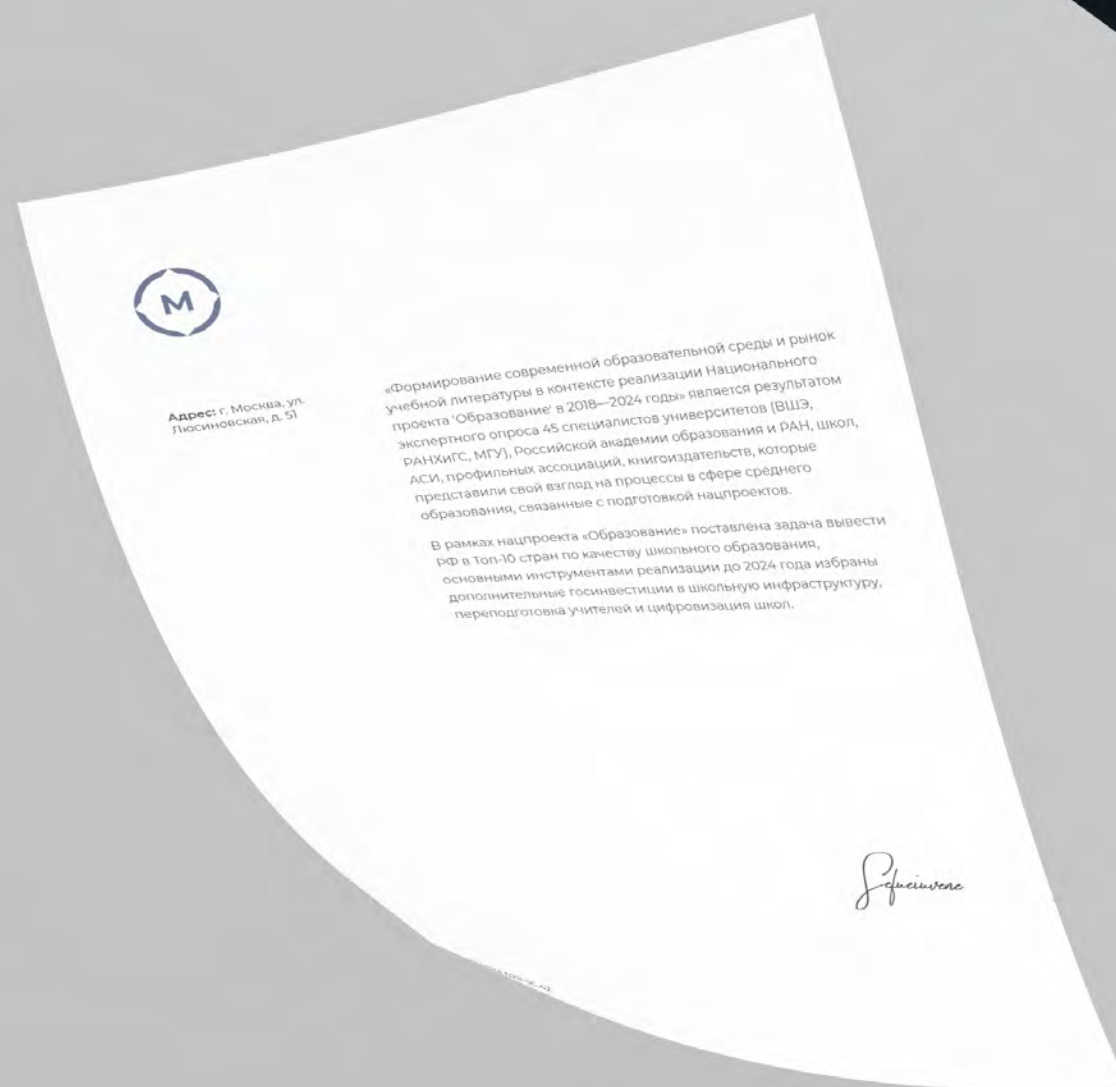 М
Адрес: г. Москва, ул.
Люсиновская, д. 51
«Формирование современной образовательной среды и рынок
учебной литературы в контексте реализации Национального
проекта 'Образование' в 2018—2024 годы» является результатом
экспертного опроса 45 специалистов университетов (ВШЭ,
РАНХиГС, МГУ), Российской академии образования и РАН, школ,
АСИ, профильных ассоциаций, книгоиздательств, которые
представили свой взгляд на процессы в сфере среднего
образования, связанные с подготовкой нацпроектов.
В рамках нацпроекта «Образование» поставлена задача вывести
РФ в Топ-10 стран по качеству школьного образования,
основными инструментами реализации до 2024 года избраны
дополнительные госинвестиции в школьную инфраструктуру,
переподготовка учителей и цифровизация школ.